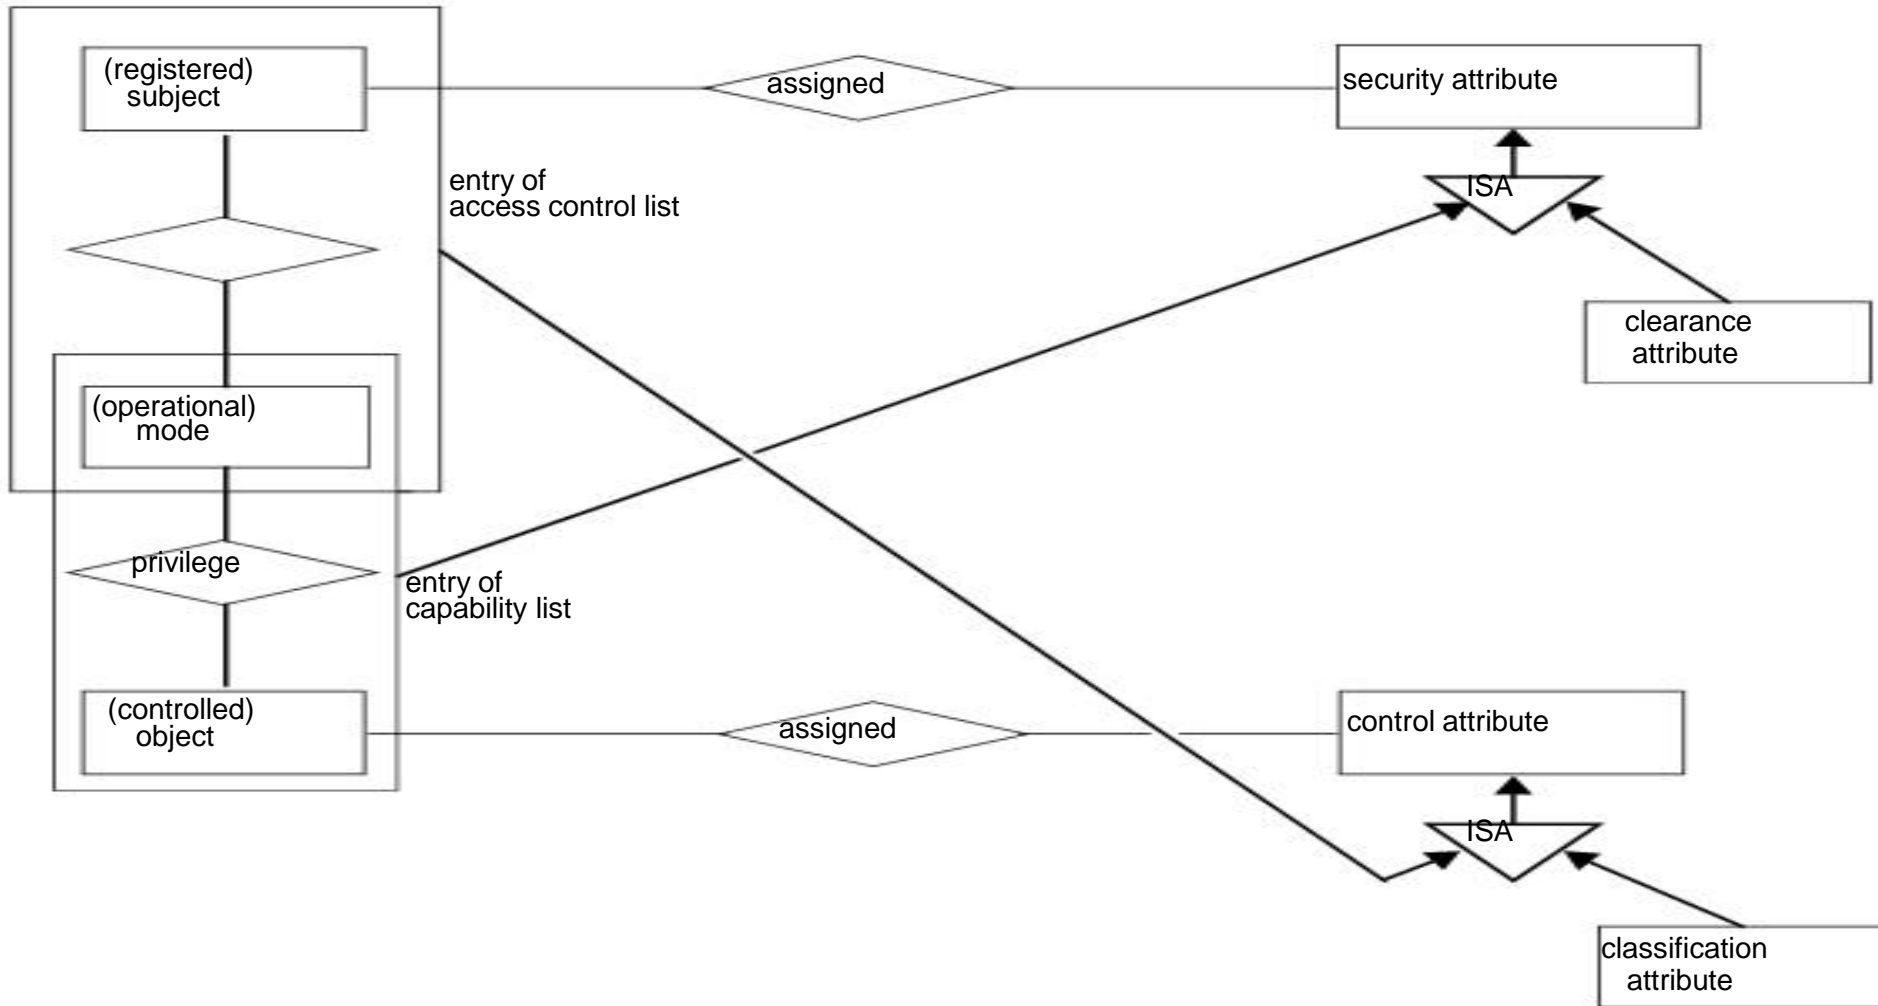 (registered)
subject
assigned
security attribute
ISA
entry of
access control list
clearance
attribute
(operational)
mode
privilege
entry of
capability list
(controlled)
object
assigned
control attribute
ISA
classification
attribute